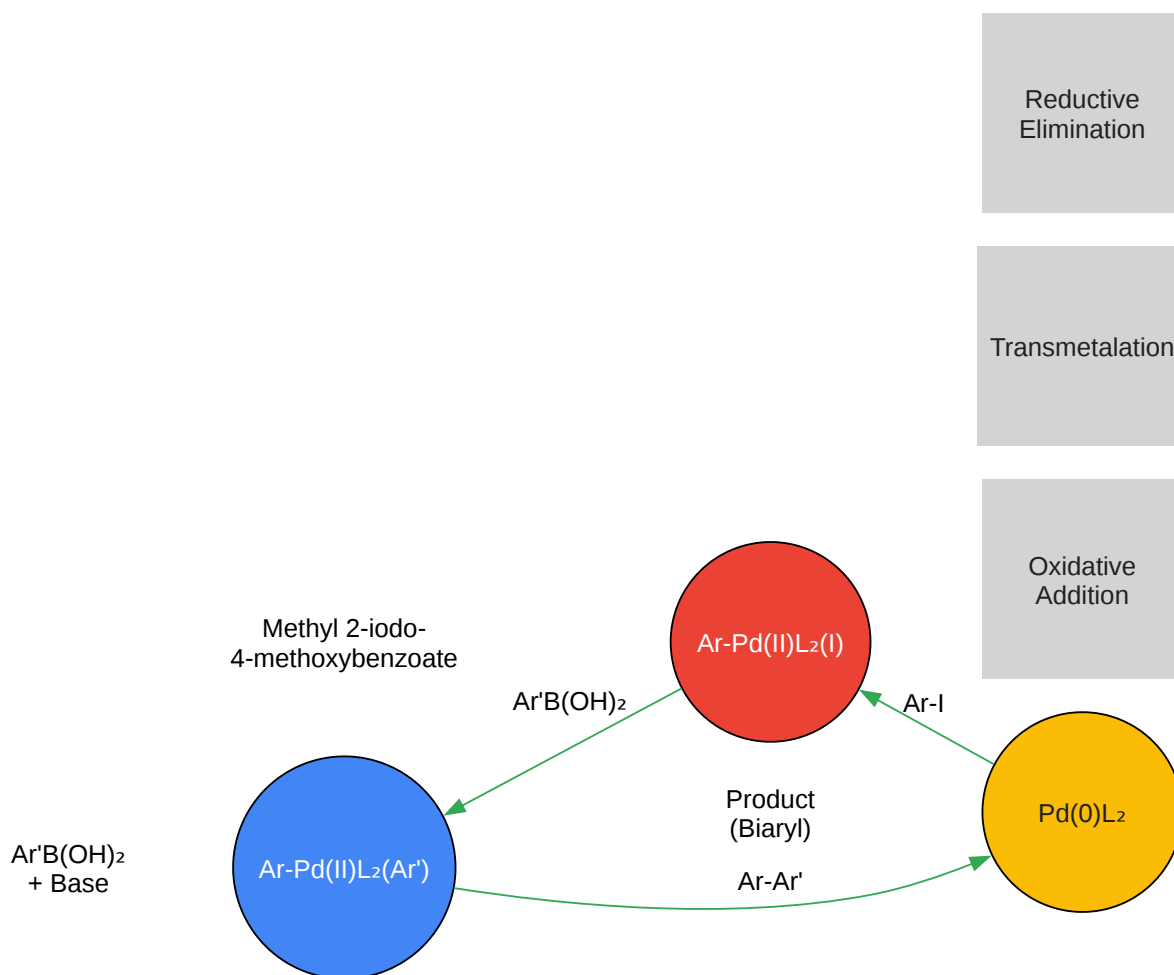 Reductive
Elimination
Transmetalation
Oxidative
Addition
Methyl 2-iodo-
4-methoxybenzoate
Ar-Pd(II)L₂(I)
Ar'B(OH)₂
Ar-I
Product
(Biaryl)
Pd(0)L₂
Ar'B(OH)₂
+ Base
Ar-Pd(II)L₂(Ar')
Ar-Ar'